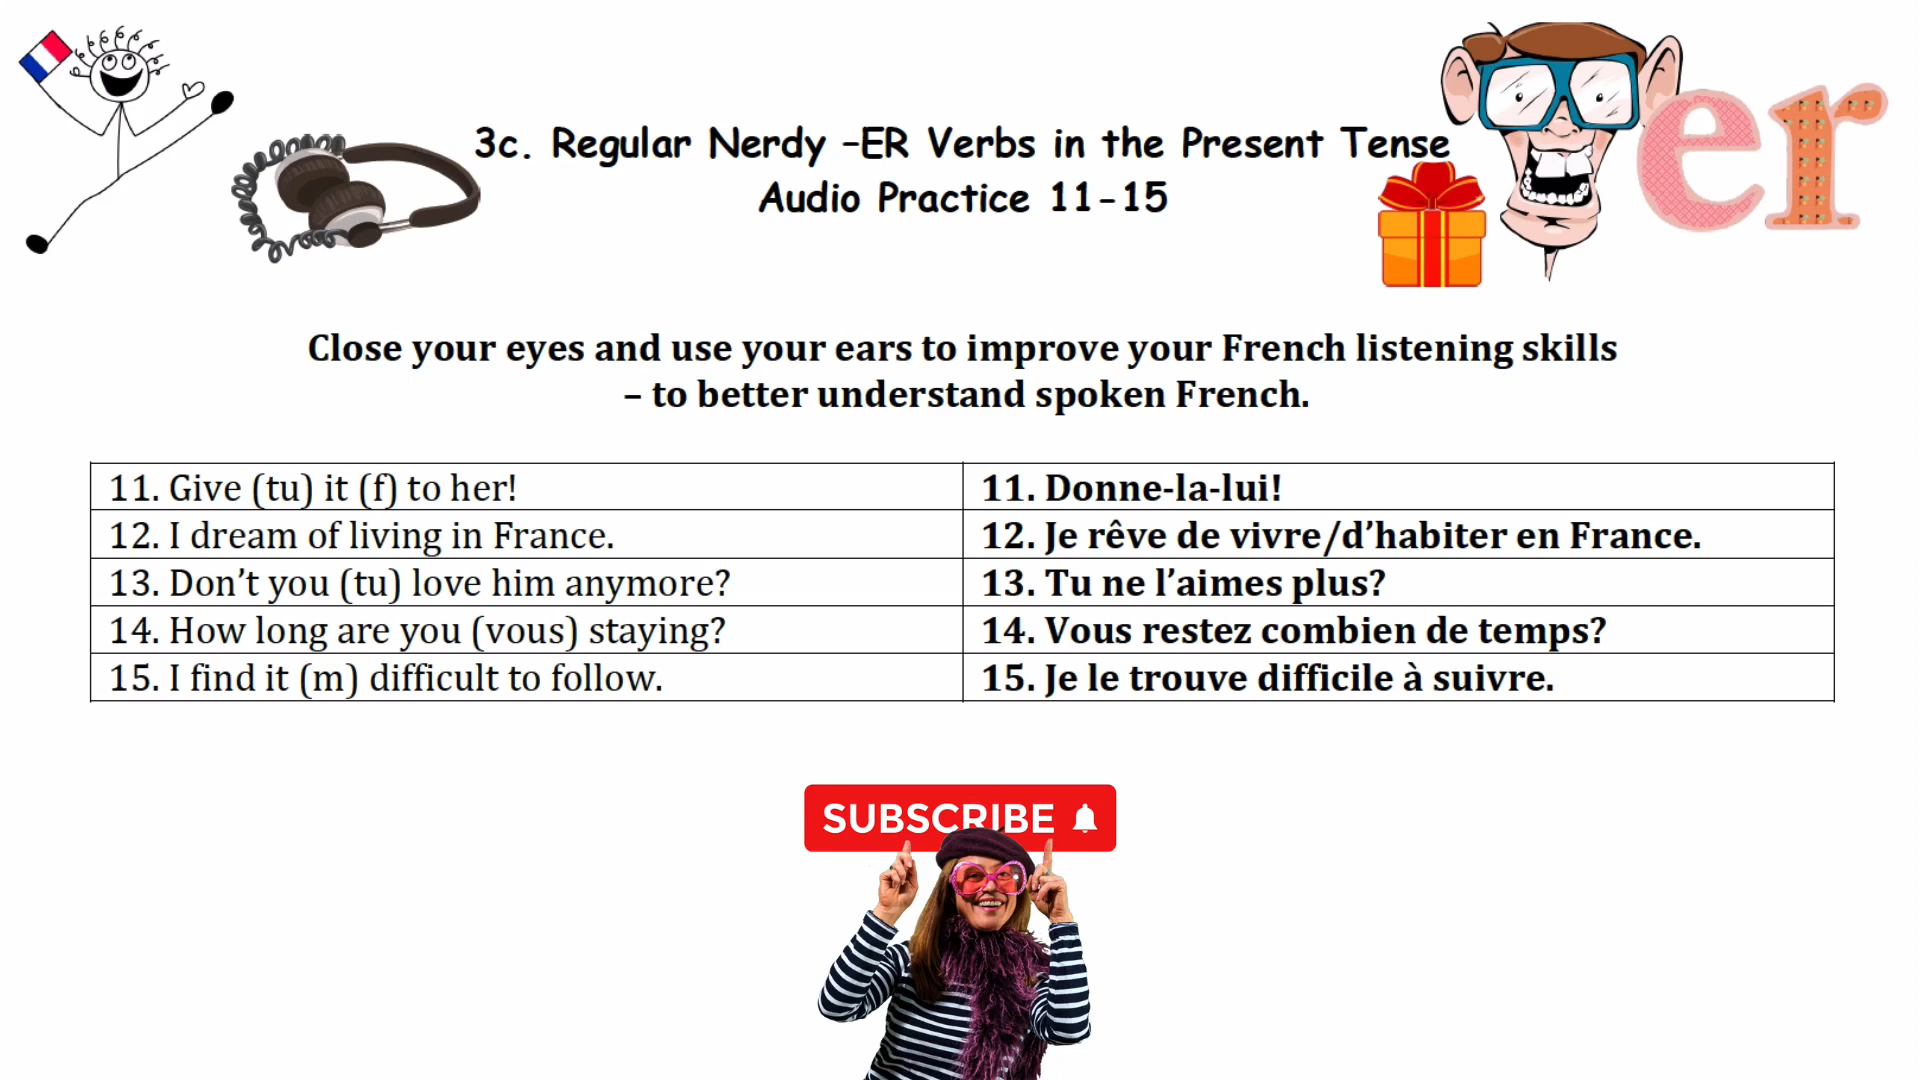 3c. Regular Nerdy –ER Verbs in the Present Tense
Audio Practice 11-15
er
Close your eyes and use your ears to improve your French listening skills
– to better understand spoken French.
11. Give (tu) it (f) to her!
11. Donne-la-lui!
12. I dream of living in France.
12. Je rêve de vivre/d’habiter en France.
13. Don’t you (tu) love him anymore?
13. Tu ne l’aimes plus?
14. How long are you (vous) staying?
14. Vous restez combien de temps?
15. I find it (m) difficult to follow.
15. Je le trouve difficile à suivre.
SUBSCRIBE